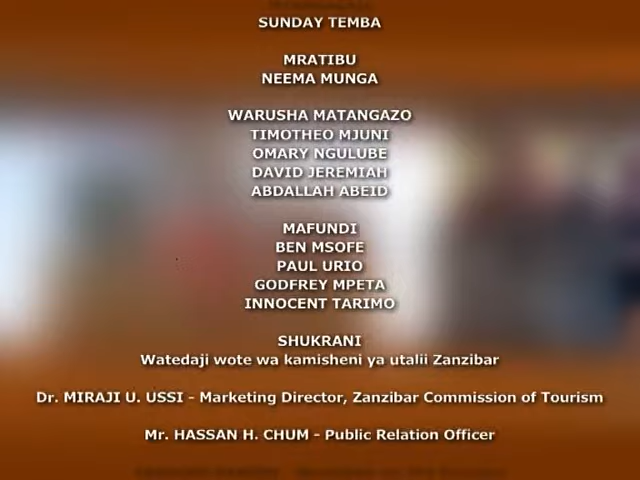 SUNDAY TEMBA
MRATIBU
NEEMA MUNGA
WARUSHA MATANGAZO
TIMOTHEO MJUNI
OMARY NGULUBE
DAVID JEREMIAH
ABDALLAH ABEID
MAFUNDI
BEN MSOFE
PAUL URIO
GODFREY MPETA
INNOCENT TARIMO
SHUKRANI
Watedaji wote wa kamisheni ya utalii Zanzibar
Dr. MIRAJI U. USSI - Marketing Director, Zanzibar Commission of Tourism
Mr. HASSAN H. CHUM - Public Relation Officer